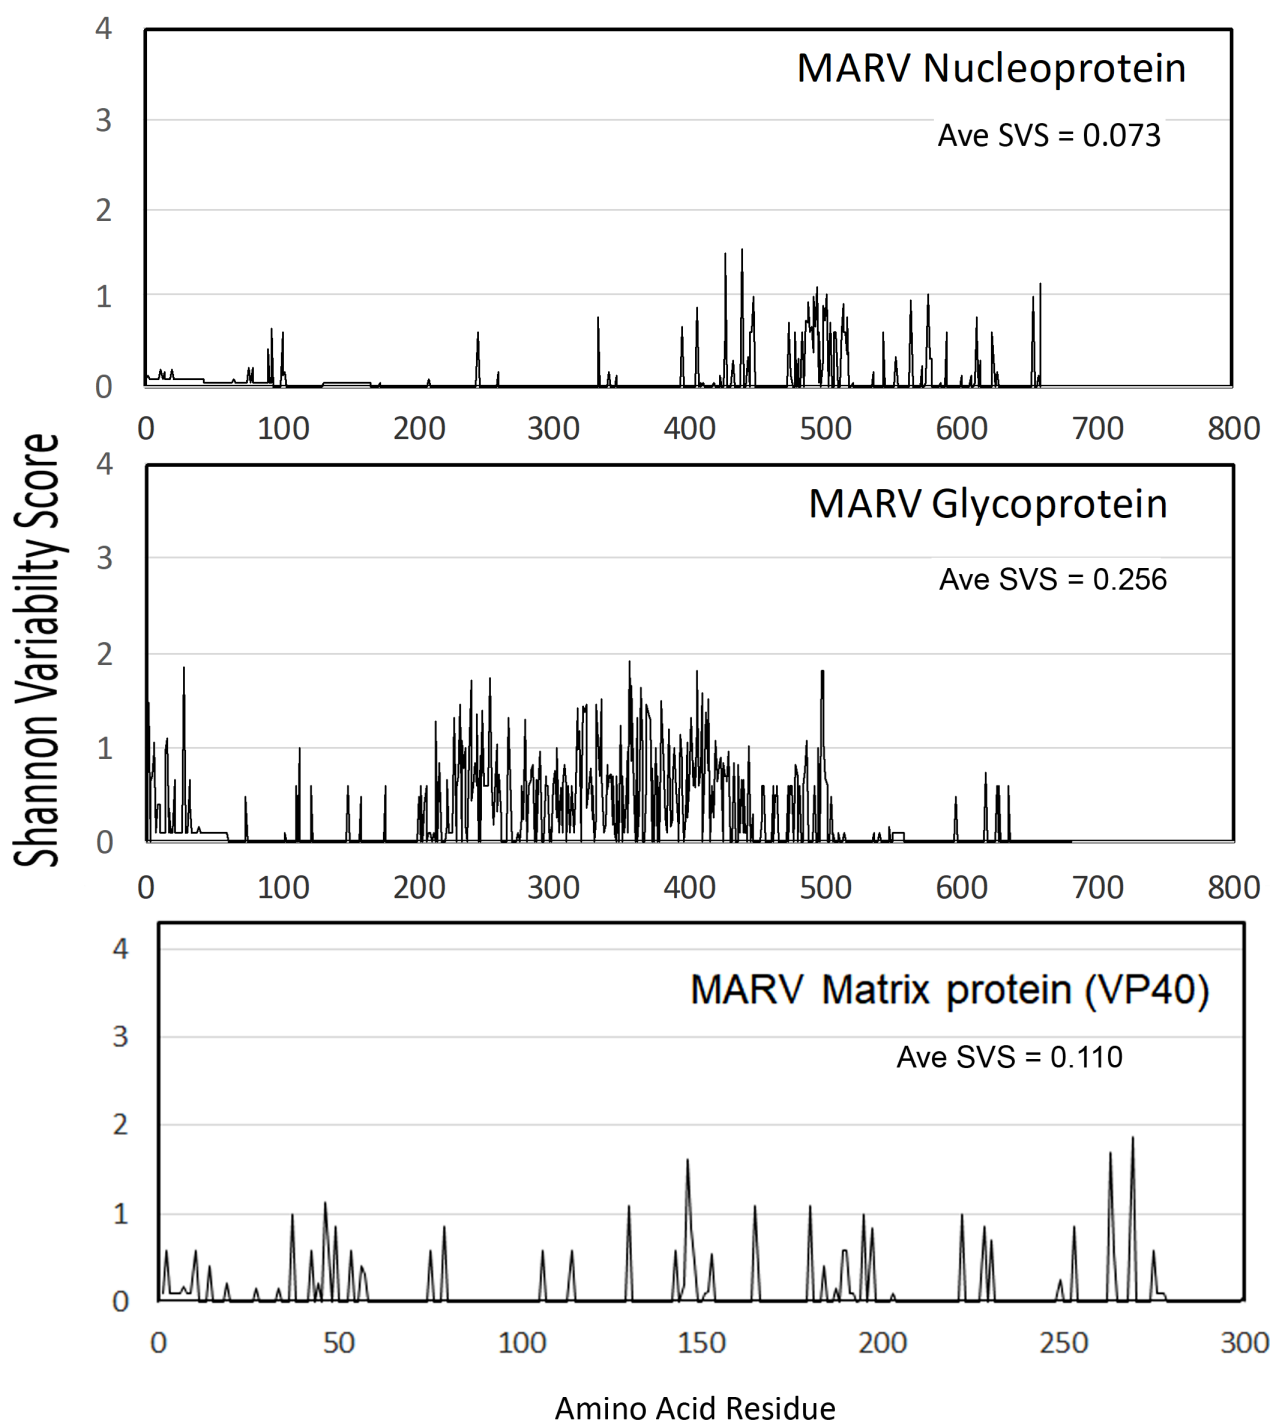 4
MARV Nucleoprotein
3
Ave SVS = 0.073
2
1
0
0 100 200 300 400 500 600 700 800
Shannon Variabilty Score
4
MARV Glycoprotein
3
Ave SVS = 0.256
2
1
0
0 100 200 300 400 500 600 700 800
4
MARV Matrix protein (VP40)
3
Ave SVS = 0.110
2
1
0
0 50 100 150 200 250 300
Amino Acid Residue